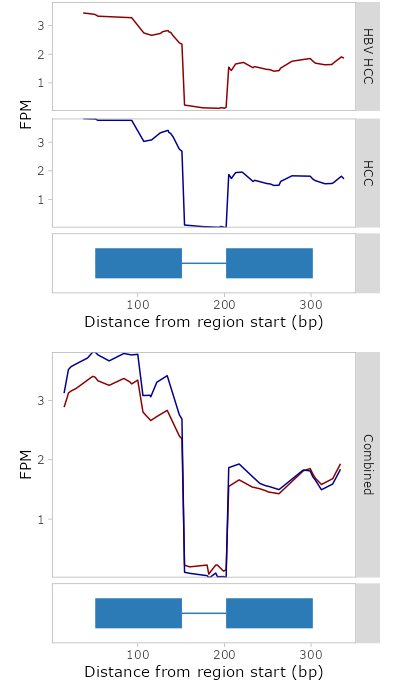 3
2
1
HBV HCC
FPM
3
2
1
HCC
100 200 300
Distance from region start (bp)
3
2
1
FPM
Combined
100 200 300
Distance from region start (bp)